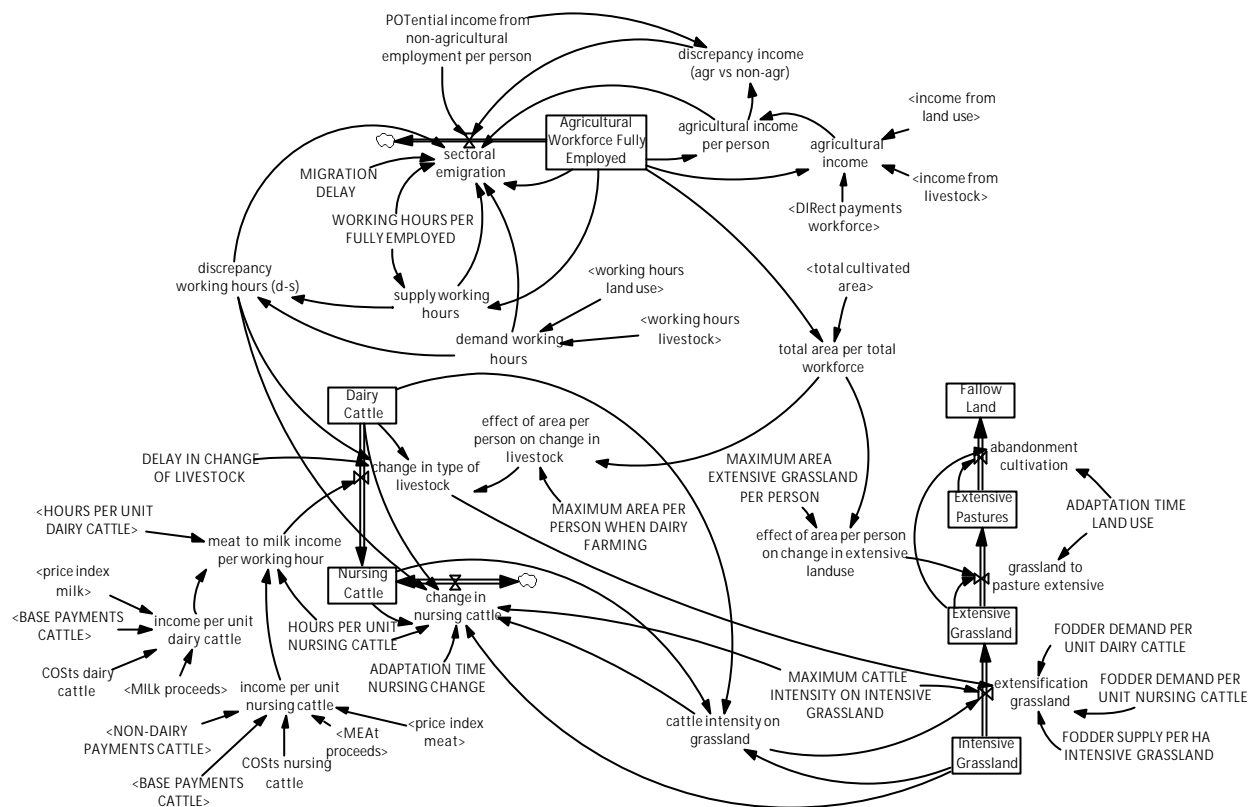 POTential income from
non-agricultural
employment per person
discrepancy income
(agr vs non-agr)
<income from
land use>
Agricultural
Workforce Fully
Employed
agricultural income
per person
agricultural
income
sectoral
emigration
MIGRATION
DELAY
<income from
livestock>
<DIRect payments
workforce>
WORKING HOURS PER
FULLY EMPLOYED
discrepancy
working hours (d-s)
<working hours
land use>
<total cultivated
area>
supply working
hours
<working hours
livestock>
demand working
hours
total area per total
workforce
Dairy
Cattle
Fallow
Land
effect of area per
person on change in
livestock
abandonment
cultivation
DELAY IN CHANGE
OF LIVESTOCK
change in type of
livestock
MAXIMUM AREA
EXTENSIVE GRASSLAND
PER PERSON
Extensive
Pastures
ADAPTATION TIME
LAND USE
<HOURS PER UNIT
DAIRY CATTLE>
MAXIMUM AREA PER
PERSON WHEN DAIRY
FARMING
meat to milk income
per working hour
effect of area per person
on change in extensive
landuse
grassland to
pasture extensive
<price index
milk>
Nursing
Cattle
change in
nursing cattle
<BASE PAYMENTS
CATTLE>
income per unit
dairy cattle
HOURS PER UNIT
NURSING CATTLE
Extensive
Grassland
FODDER DEMAND PER
UNIT DAIRY CATTLE
COSts dairy
cattle
<MILk proceeds>
ADAPTATION TIME
NURSING CHANGE
MAXIMUM CATTLE
INTENSITY ON INTENSIVE
GRASSLAND
extensification
grassland
FODDER DEMAND PER
UNIT NURSING CATTLE
income per unit
nursing cattle
<NON-DAIRY
PAYMENTS CATTLE>
<MEAt
proceeds>
<price index
meat>
cattle intensity on
grassland
FODDER SUPPLY PER HA
INTENSIVE GRASSLAND
Intensive
Grassland
COSts nursing
cattle
<BASE PAYMENTS
CATTLE>